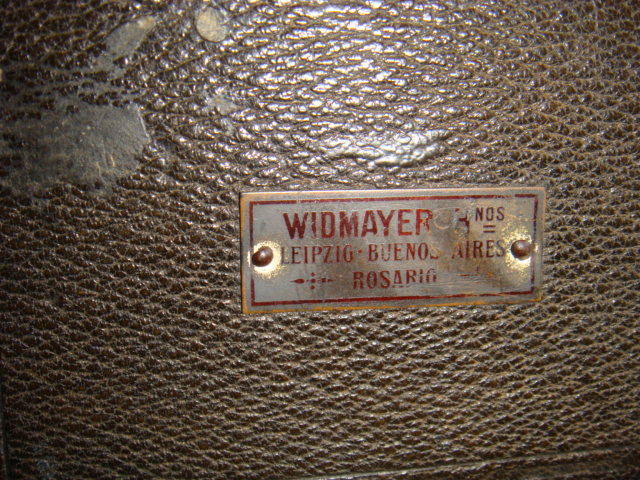 WIDMAYER HNOS
LEIPZIG · BUENOS AIRES
ROSARIO